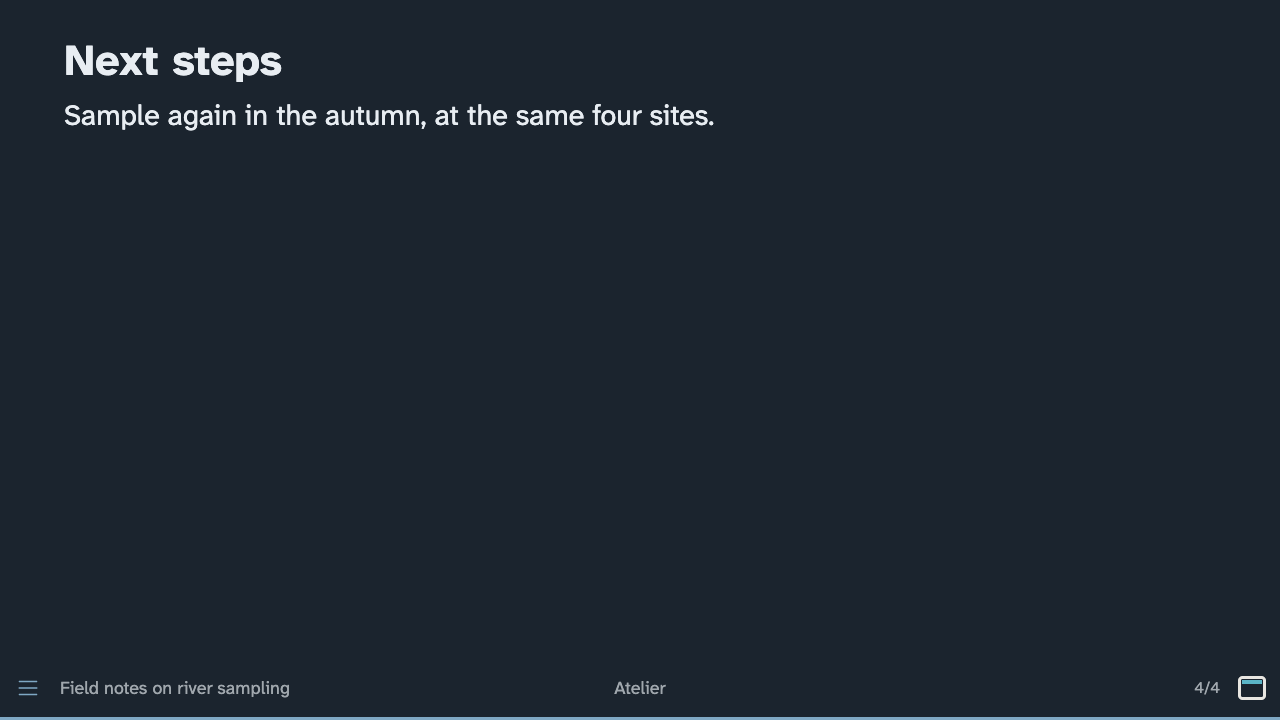 Next steps
Sample again in the autumn, at the same four sites.
Field notes on river sampling
Atelier
4/4